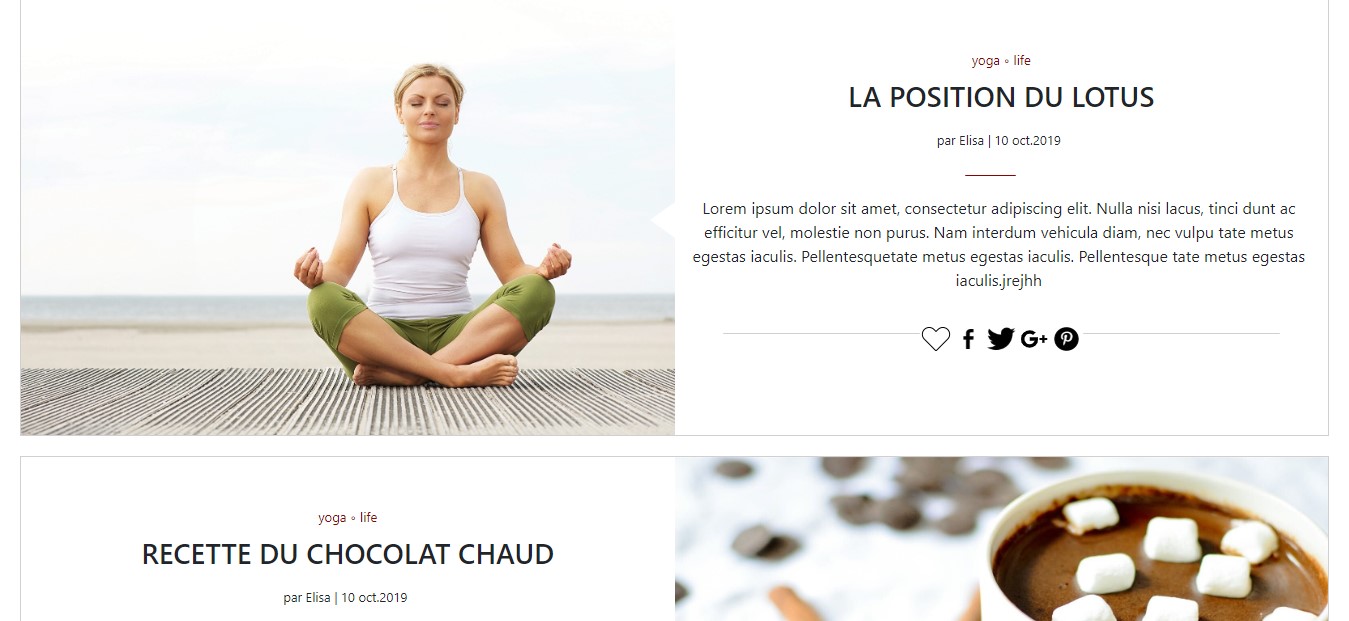 yoga ◦ life
LA POSITION DU LOTUS
par Elisa | 10 oct.2019
Lorem ipsum dolor sit amet, consectetur adipiscing elit. Nulla nisi lacus, tinci dunt ac
efficitur vel, molestie non purus. Nam interdum vehicula diam, nec vulpu tate metus
egestas iaculis. Pellentesquetate metus egestas iaculis. Pellentesque tate metus egestas
iaculis.jrejhh
G+
yoga ◦ life
RECETTE DU CHOCOLAT CHAUD
par Elisa | 10 oct.2019